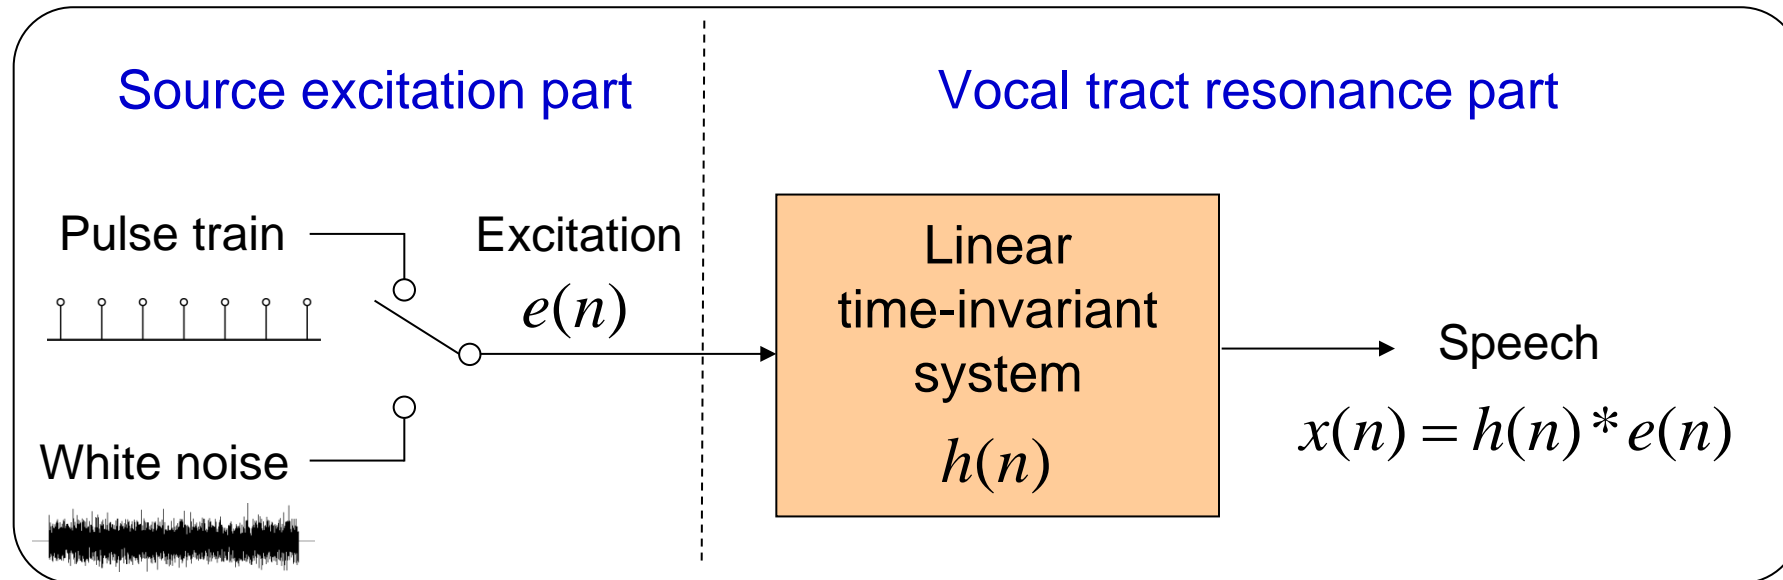 Source excitation part
Vocal tract resonance part
Pulse train
Excitation
e(n)
White noise
Linear
time-invariant
system
h(n)
Speech
x(n) = h(n) * e(n)